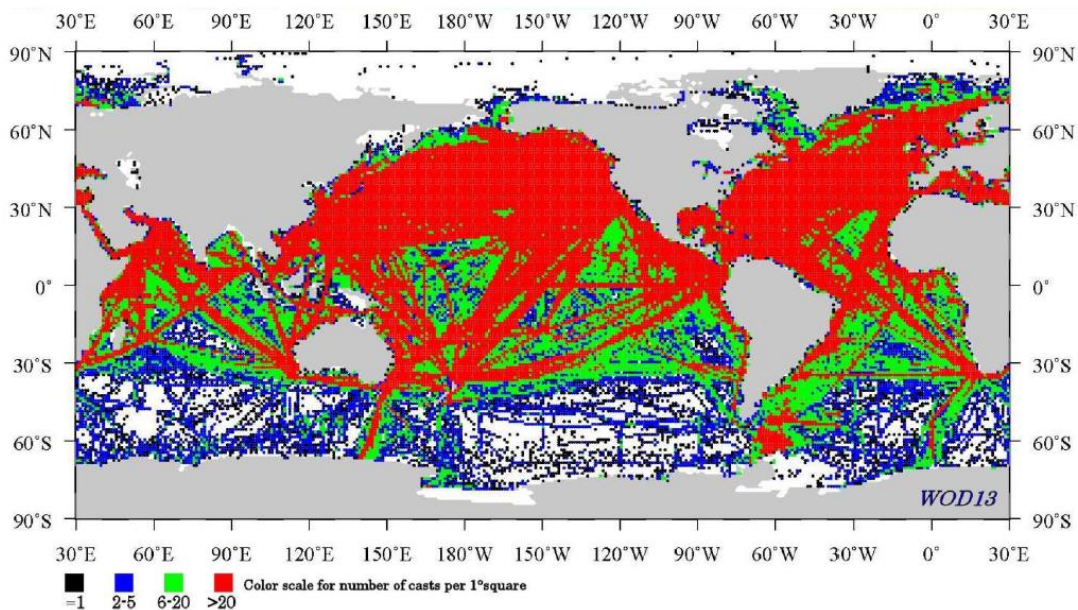 30°E 60°E 90°E 120°E 150°E 180°W 150°W 120°W 90°W 60°W 30°W 0° 30°E
90°N 90°N
60°N 60°N
30°N 30°N
0° 0°
30°S 30°S
60°S 60°S
WOD13
90°S 90°S
30°E 60°E 90°E 120°E 150°E 180°W 150°W 120°W 90°W 60°W 30°W 0° 30°E
Color scale for number of casts per 1°square
=1 2-5 6-20 >20